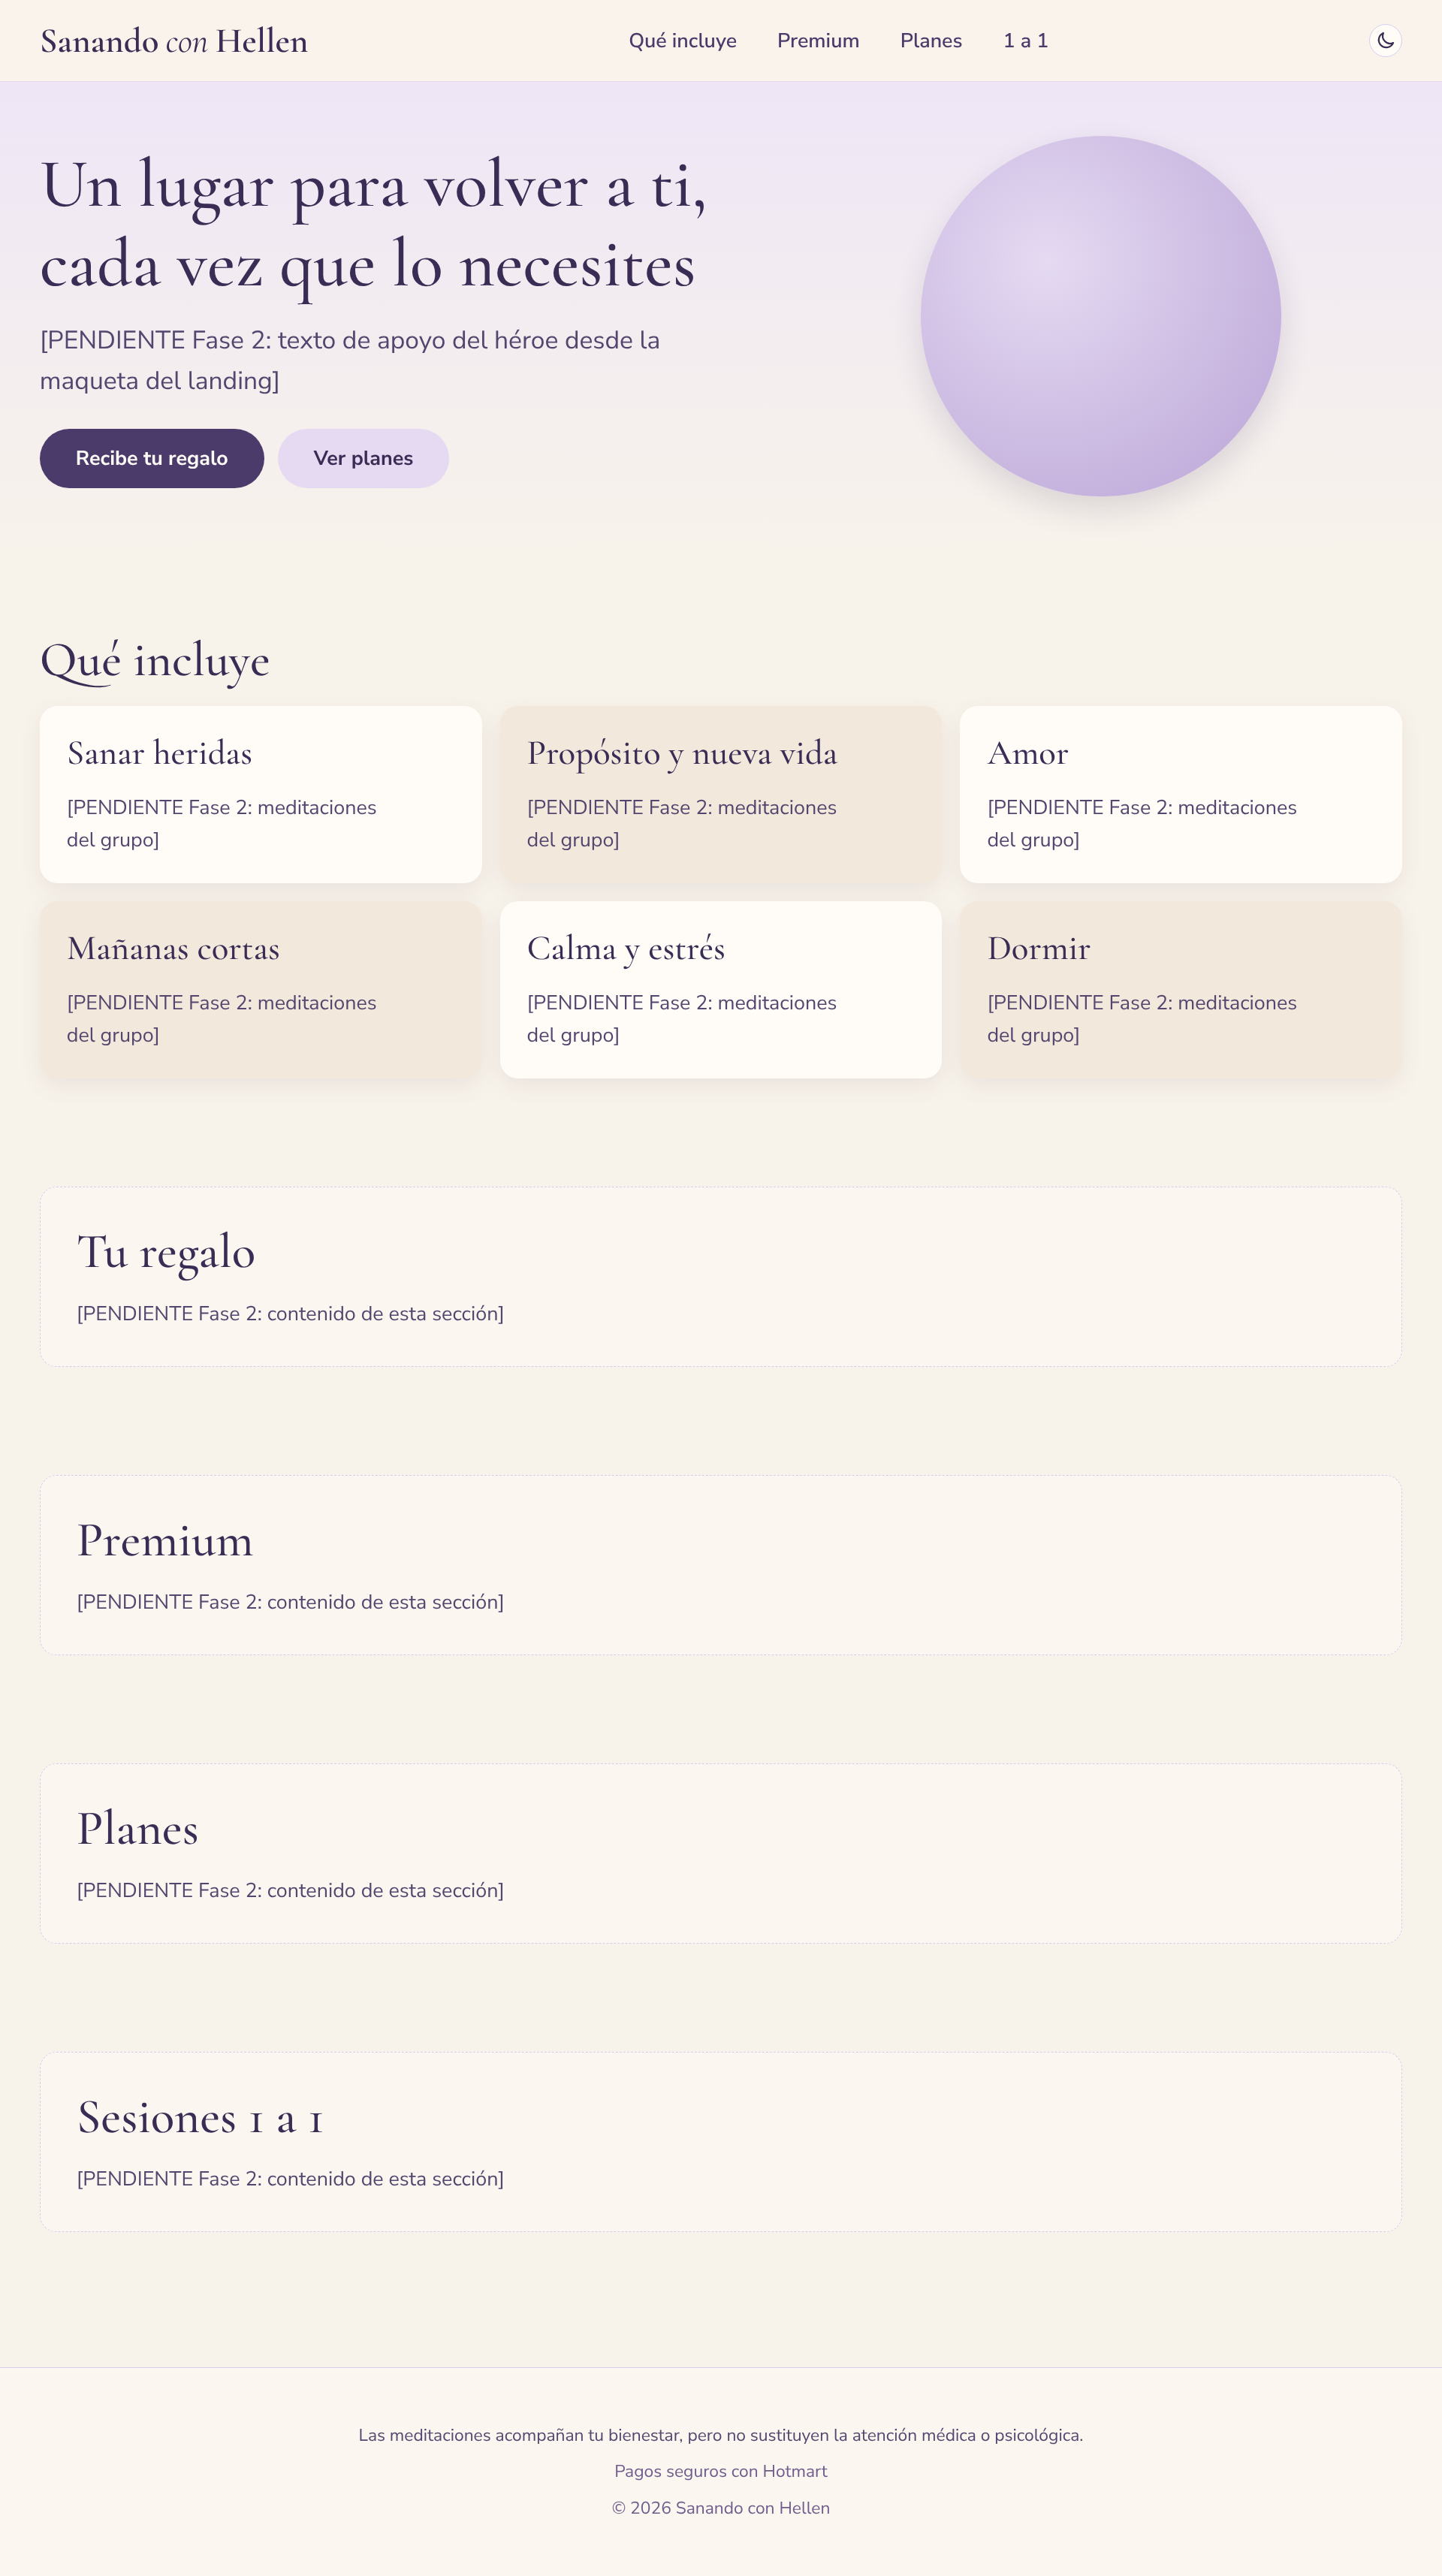 Sanando con Hellen
Qué incluye
Premium
Planes
1 a 1
Un lugar para volver a ti,
cada vez que lo necesites
[PENDIENTE Fase 2: texto de apoyo del héroe desde la
maqueta del landing]
Recibe tu regalo
Ver planes
Qué incluye
Sanar heridas
[PENDIENTE Fase 2: meditaciones
del grupo]
Propósito y nueva vida
[PENDIENTE Fase 2: meditaciones
del grupo]
Amor
[PENDIENTE Fase 2: meditaciones
del grupo]
Mañanas cortas
[PENDIENTE Fase 2: meditaciones
del grupo]
Calma y estrés
[PENDIENTE Fase 2: meditaciones
del grupo]
Dormir
[PENDIENTE Fase 2: meditaciones
del grupo]
Tu regalo
[PENDIENTE Fase 2: contenido de esta sección]
Premium
[PENDIENTE Fase 2: contenido de esta sección]
Planes
[PENDIENTE Fase 2: contenido de esta sección]
Sesiones 1 a 1
[PENDIENTE Fase 2: contenido de esta sección]
Las meditaciones acompañan tu bienestar, pero no sustituyen la atención médica o psicológica.
Pagos seguros con Hotmart
© 2026 Sanando con Hellen